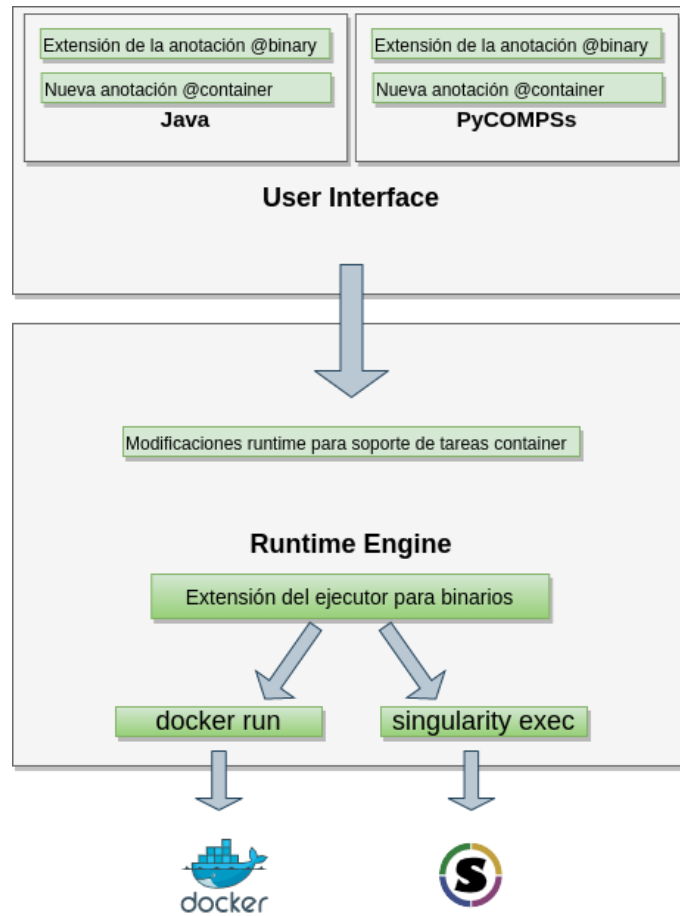 Extensión de la anotación @binary
Nueva anotación @container
Java
Extensión de la anotación @binary
Nueva anotación @container
PyCOMPSs
User Interface
Modificaciones runtime para soporte de tareas container
Runtime Engine
Extensión del ejecutor para binarios
docker run
singularity exec
docker
S